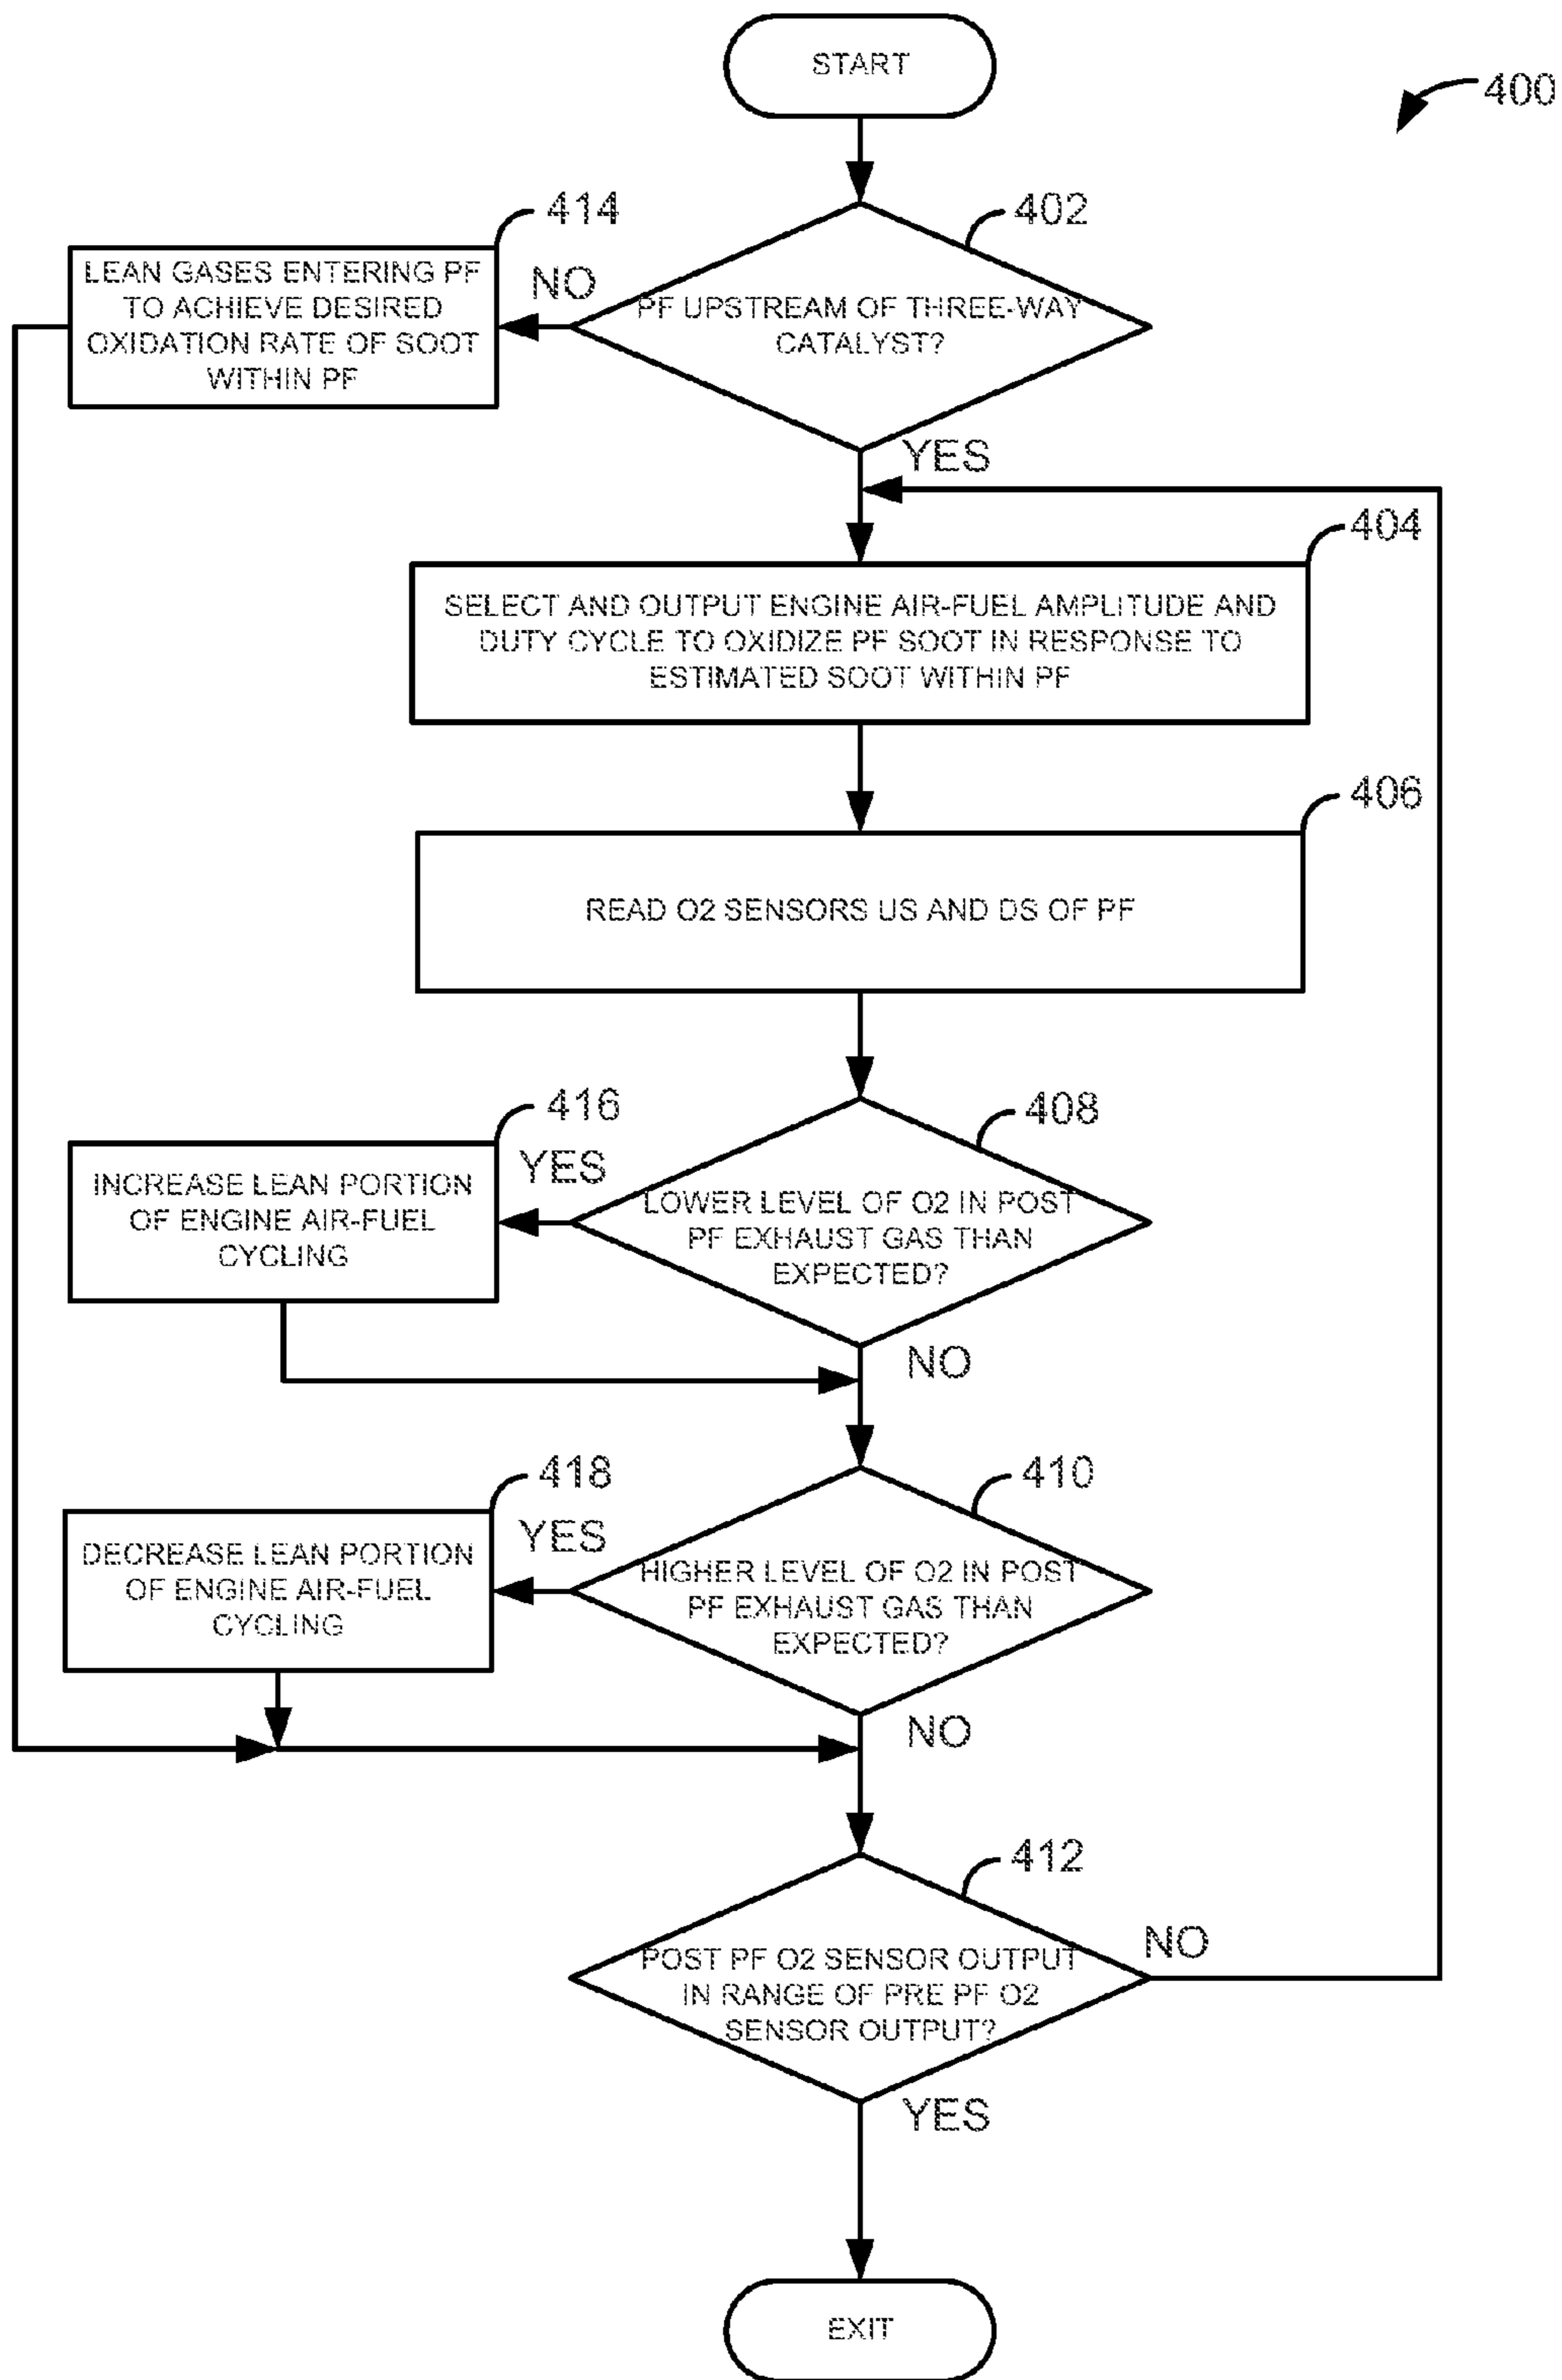 START
400
402
414
LEAN GASES ENTERING PF
TO ACHIEVE DESIRED
OXIDATION RATE OF SOOT
WITHIN PF
NO
PF UPSTREAM OF THREE-WAY
CATALYST?
YES
404
SELECT AND OUTPUT ENGINE AIR-FUEL AMPLITUDE AND
DUTY CYCLE TO OXIDIZE PF SOOT IN RESPONSE TO
ESTIMATED SOOT WITHIN PF
406
READ O2 SENSORS US AND DS OF PF
408
416
INCREASE LEAN PORTION
OF ENGINE AIR-FUEL
CYCLING
YES
LOWER LEVEL OF O2 IN POST
PF EXHAUST GAS THAN
EXPECTED?
NO
410
418
DECREASE LEAN PORTION
OF ENGINE AIR-FUEL
CYCLING
YES
HIGHER LEVEL OF O2 IN POST
PF EXHAUST GAS THAN
EXPECTED?
NO
412
POST PF O2 SENSOR OUTPUT
IN RANGE OF PRE PF O2
SENSOR OUTPUT?
NO
YES
EXIT